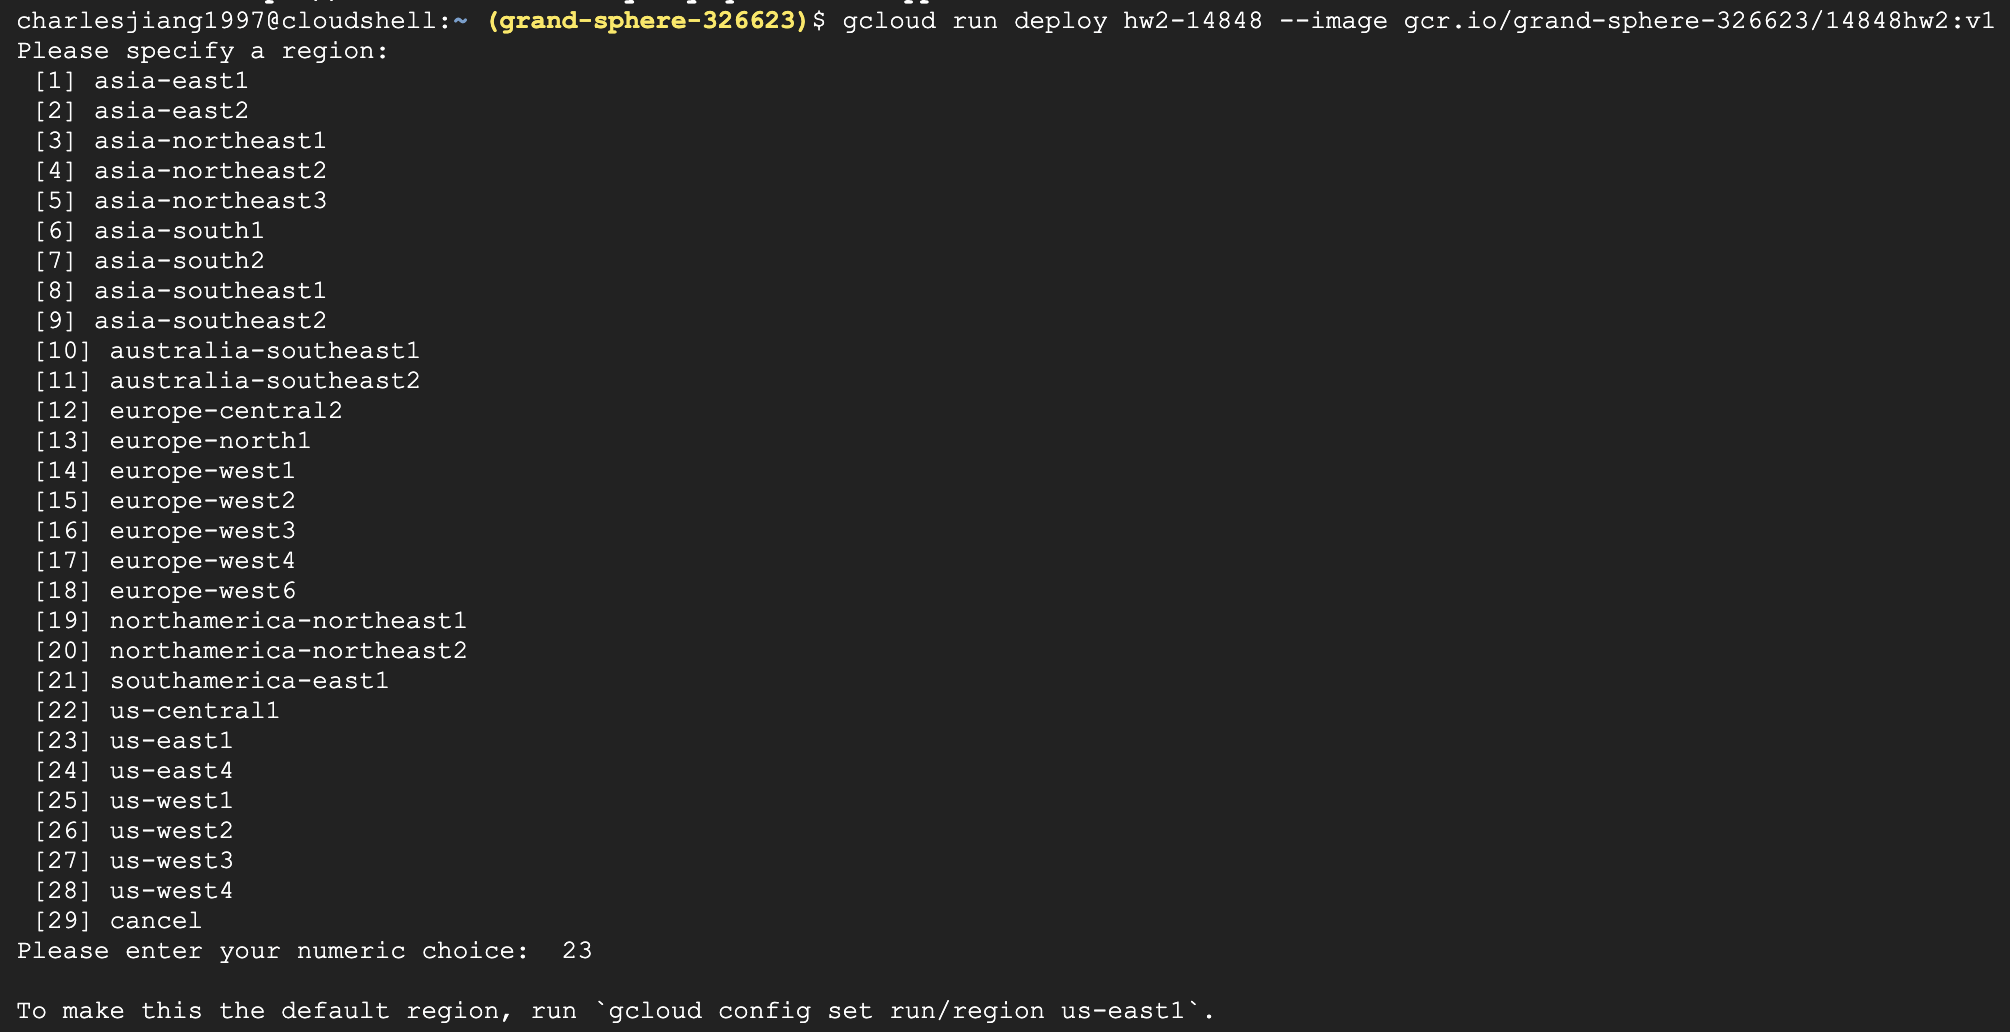 charlesjiang1997@cloudshell:~ (grand-sphere-326623)$ gcloud run deploy hw2-14848 --image gcr.io/grand-sphere-326623/14848hw2:v1
Please specify a region:
[1] asia-east1
[2] asia-east2
[3] asia-northeast1
[4] asia-northeast2
[5] asia-northeast3
[6] asia-south1
[7] asia-south2
[8] asia-southeast1
[9] asia-southeast2
[10] australia-southeast1
[11] australia-southeast2
[12] europe-central2
[13] europe-north1
[14] europe-west1
[15] europe-west2
[16] europe-west3
[17] europe-west4
[18] europe-west6
[19] northamerica-northeast1
[20] northamerica-northeast2
[21] southamerica-east1
[22] us-central1
[23] us-east1
[24] us-east4
[25] us-west1
[26] us-west2
[27] us-west3
[28] us-west4
[29] cancel
Please enter your numeric choice:  23
To make this the default region, run `gcloud config set run/region us-east1`.